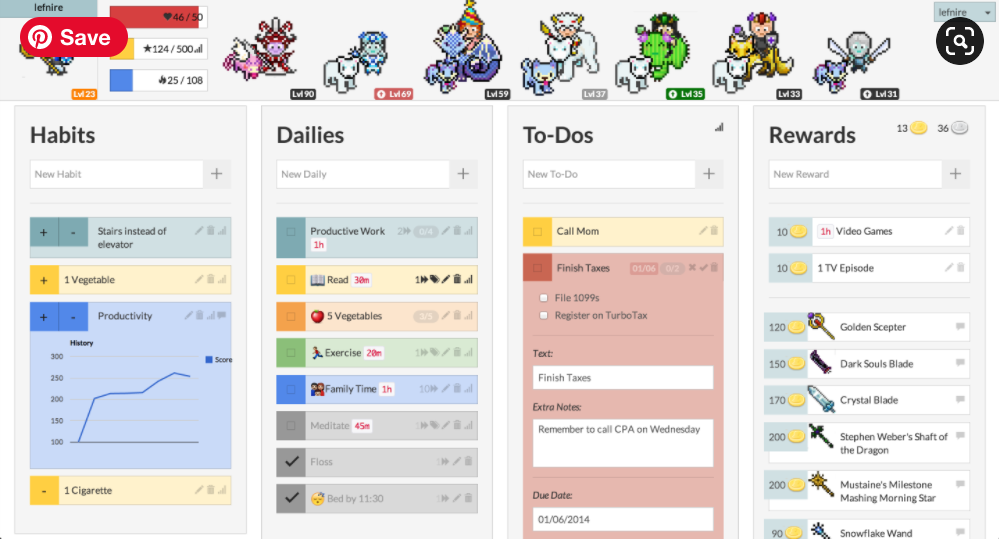 lefnire
Save
46 / 50
124 / 500
25 / 108
Lvl 23
Lvl 90
Lvl 69
Lvl 59
Lvl 37
Lvl 35
Lvl 33
Lvl 31
lefnire
Habits
New Habit
+
+ - Stairs instead of
elevator
+ 1 Vegetable
+ - Productivity
History
300
250
200
150
100
Score
- 1 Cigarette
Dailies
New Daily
+
Productive Work 2 0/4
1h
Read 30m 1
5 Vegetables 3/5
Exercise 20m 1
Family Time 1h 10
Meditate 45m 1
Floss
Bed by 11:30
To-Dos
New To-Do
+
Call Mom
Finish Taxes 01/06 0/2
File 1099s
Register on TurboTax
Text:
Finish Taxes
Extra Notes:
Remember to call CPA on Wednesday
Due Date:
01/06/2014
Rewards
13 36
New Reward
+
10 1h Video Games
10 1 TV Episode
120 Golden Scepter
150 Dark Souls Blade
170 Crystal Blade
200 Stephen Weber's Shaft of
the Dragon
200 Mustaine's Milestone
Mashing Morning Star
90 Snowflake Wand